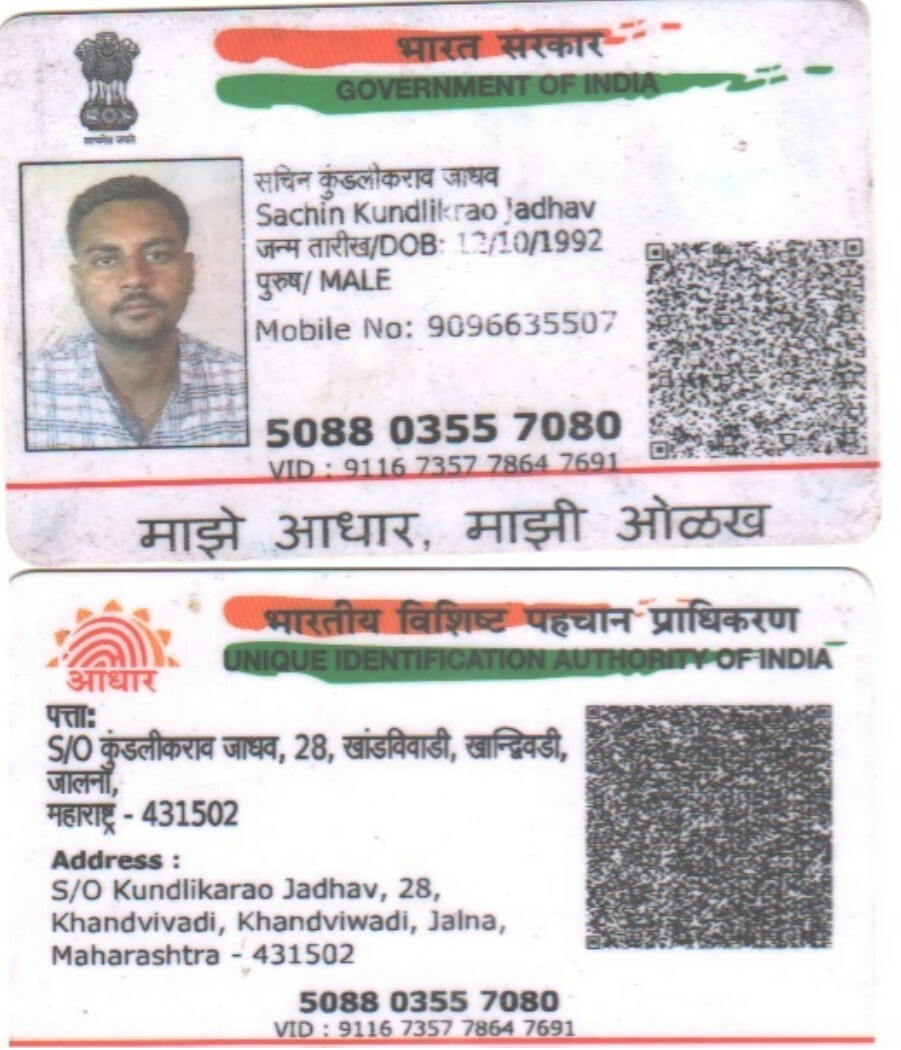 भारत सरकार
GOVERNMENT OF INDIA
सत्यमेव जयते
सचिन कुंडलीकराव जाधव
Sachin Kundlikrao Jadhav
जन्म तारीख/DOB: 12/10/1992
पुरुष/ MALE
Mobile No: 9096635507
5088 0355 7080
VID : 9116 7357 7864 7691
माझे आधार, माझी ओळख
भारतीय विशिष्ट पहचान प्राधिकरण
UNIQUE IDENTIFICATION AUTHORITY OF INDIA
आधार
पत्ता:
S/O कुंडलीकराव जाधव, 28, खांडविवाडी, खान्द्विवडी,
जालना,
महाराष्ट्र - 431502
Address :
S/O Kundlikarao Jadhav, 28,
Khandvivadi, Khandviwadi, Jalna,
Maharashtra - 431502
5088 0355 7080
VID : 9116 7357 7864 7691